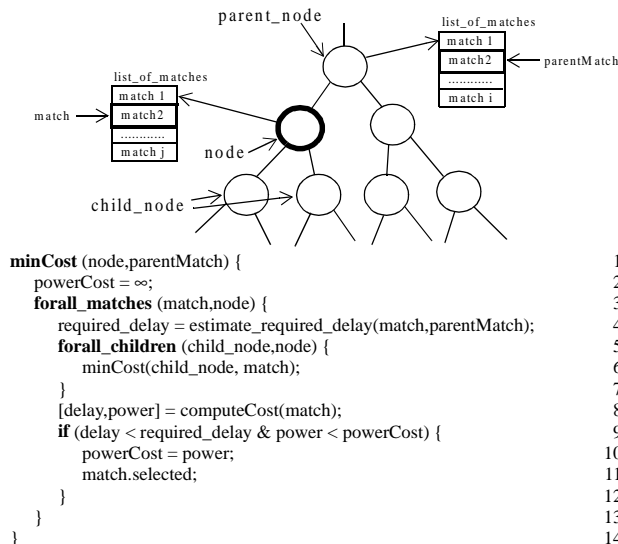 parent_node
list_of_matches
match 1
match2
............
match i
parentMatch
list_of_matches
match 1
match2
............
match j
match
node
child_node
minCost (node,parentMatch) { 1
powerCost = ∞; 2
forall_matches (match,node) { 3
required_delay = estimate_required_delay(match,parentMatch); 4
forall_children (child_node,node) { 5
minCost(child_node, match); 6
} 7
[delay,power] = computeCost(match); 8
if (delay < required_delay & power < powerCost) { 9
powerCost = power; 10
match.selected; 11
} 12
} 13
} 14